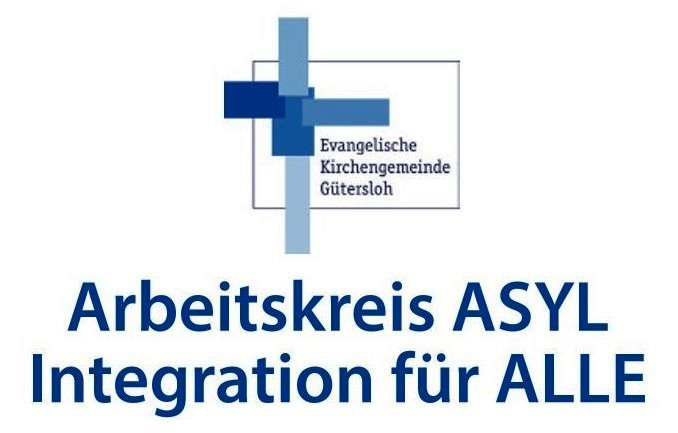 Evangelische
Kirchengemeinde
Gütersloh
Arbeitskreis ASYL
Integration für ALLE